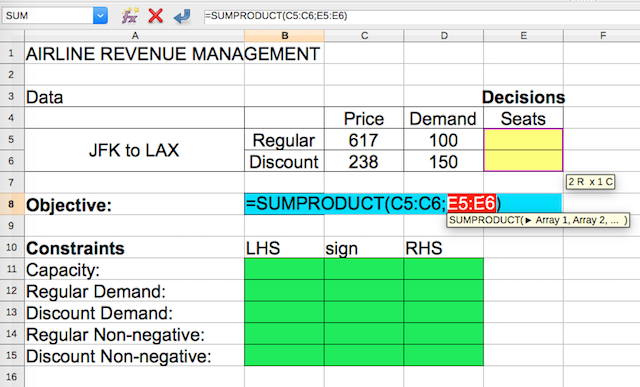 SUM =SUMPRODUCT(C5:C6;E5:E6)
A B C D E F
1 AIRLINE REVENUE MANAGEMENT
2
3 Data Decisions
4 Price Demand Seats
5 Regular 617 100
JFK to LAX
6 Discount 238 150
7
2 R x 1 C
8 Objective: =SUMPRODUCT(C5:C6;E5:E6)
SUMPRODUCT(► Array 1, Array 2, ... )
9
10 Constraints LHS sign RHS
11 Capacity:
12 Regular Demand:
13 Discount Demand:
14 Regular Non-negative:
15 Discount Non-negative:
16